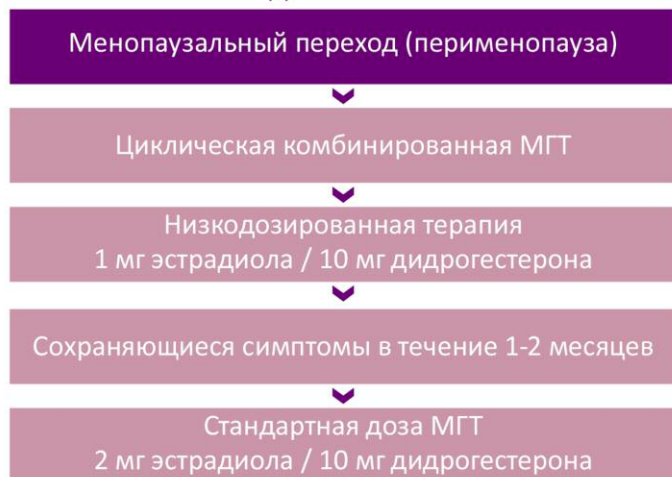 Менопаузальный переход (перименопауза)
Циклическая комбинированная МГТ
Низкодозированная терапия
1 мг эстрадиола / 10 мг дидрогестерона
Сохраняющиеся симптомы в течение 1-2 месяцев
Стандартная доза МГТ
2 мг эстрадиола / 10 мг дидрогестерона